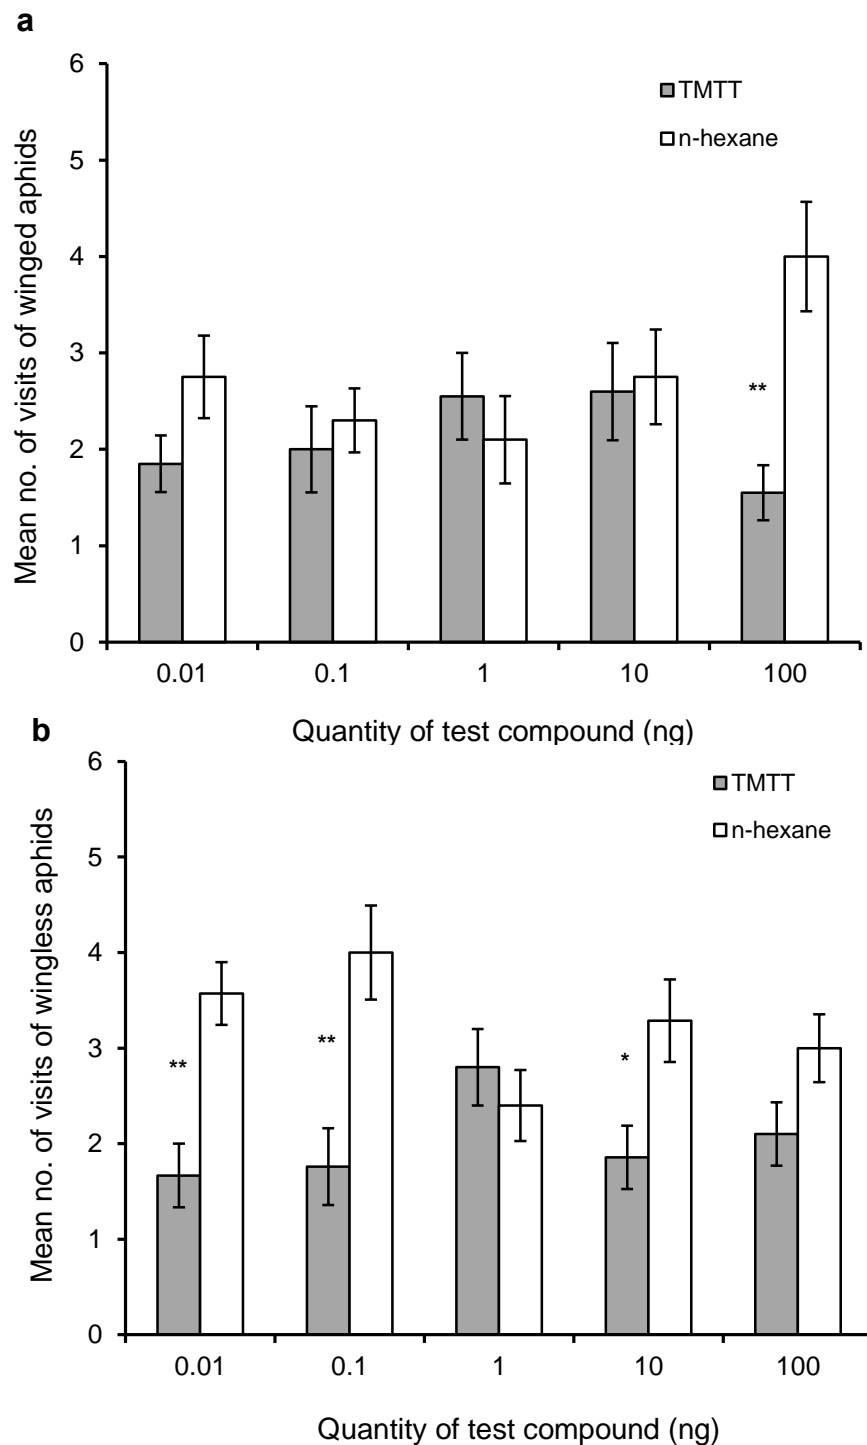 a
6
5
4
3
2
1
0
Mean no. of visits of winged aphids
TMTT
n-hexane
**
0.01 0.1 1 10 100
Quantity of test compound (ng)
b
6
5
4
3
2
1
0
Mean no. of visits of wingless aphids
TMTT
n-hexane
** ** *
0.01 0.1 1 10 100
Quantity of test compound (ng)